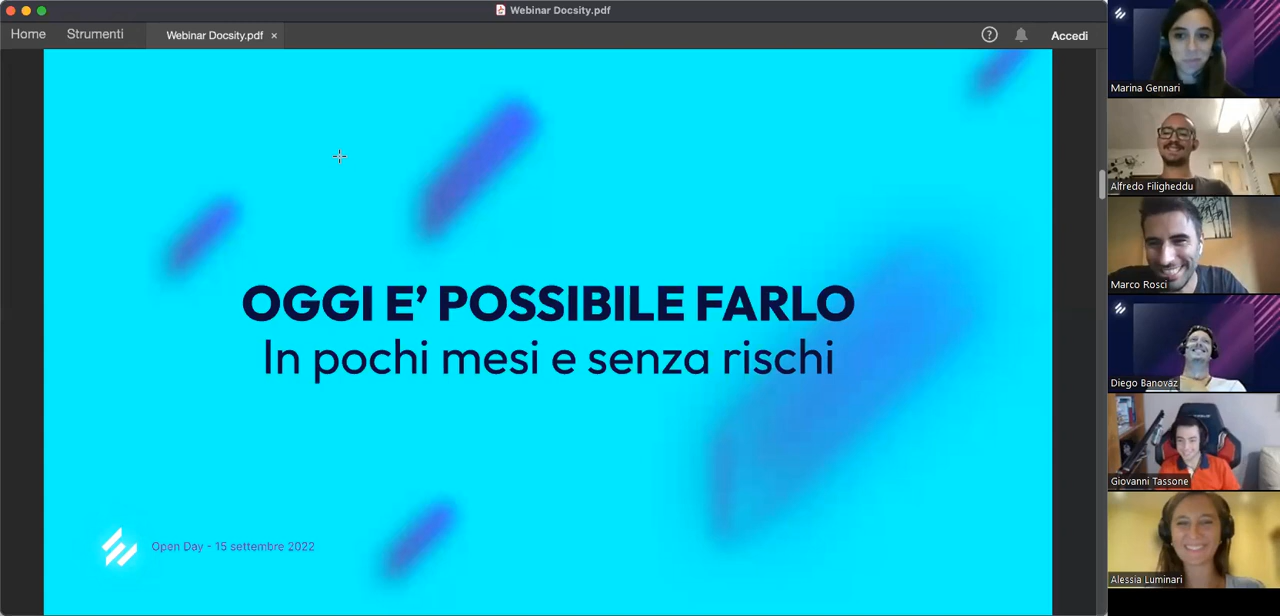 Webinar Docsity.pdf
Home
Strumenti
Webinar Docsity.pdf ×
Accedi
OGGI E’ POSSIBILE FARLO
In pochi mesi e senza rischi
Open Day - 15 settembre 2022
Marina Gennari
Alfredo Filigheddu
Marco Rosci
Diego Banovaz
Giovanni Tassone
Alessia Luminari